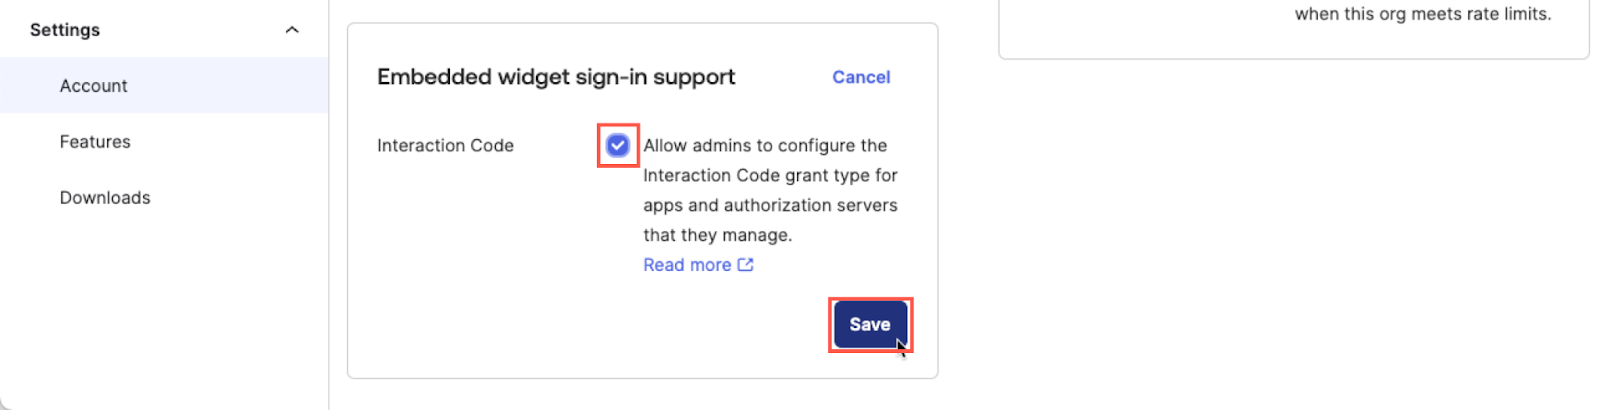 Settings
Account
Features
Downloads
Embedded widget sign-in support
Cancel
Interaction Code
Allow admins to configure the
Interaction Code grant type for
apps and authorization servers
that they manage.
Read more
Save
when this org meets rate limits.